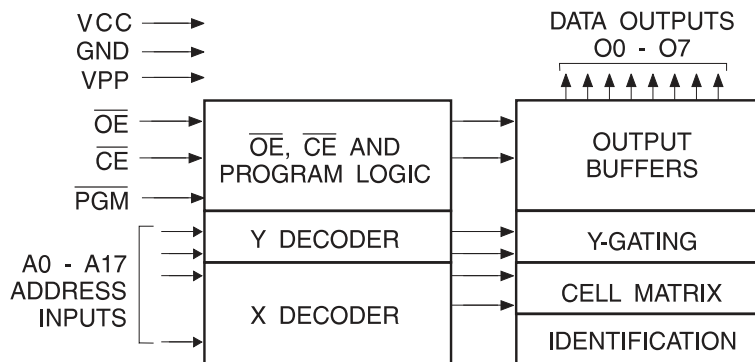 VCC
GND
VPP
OE
CE
PGM
A0 - A17
ADDRESS
INPUTS
OE, CE AND
PROGRAM LOGIC
Y DECODER
X DECODER
DATA OUTPUTS
O0 - O7
OUTPUT
BUFFERS
Y-GATING
CELL MATRIX
IDENTIFICATION